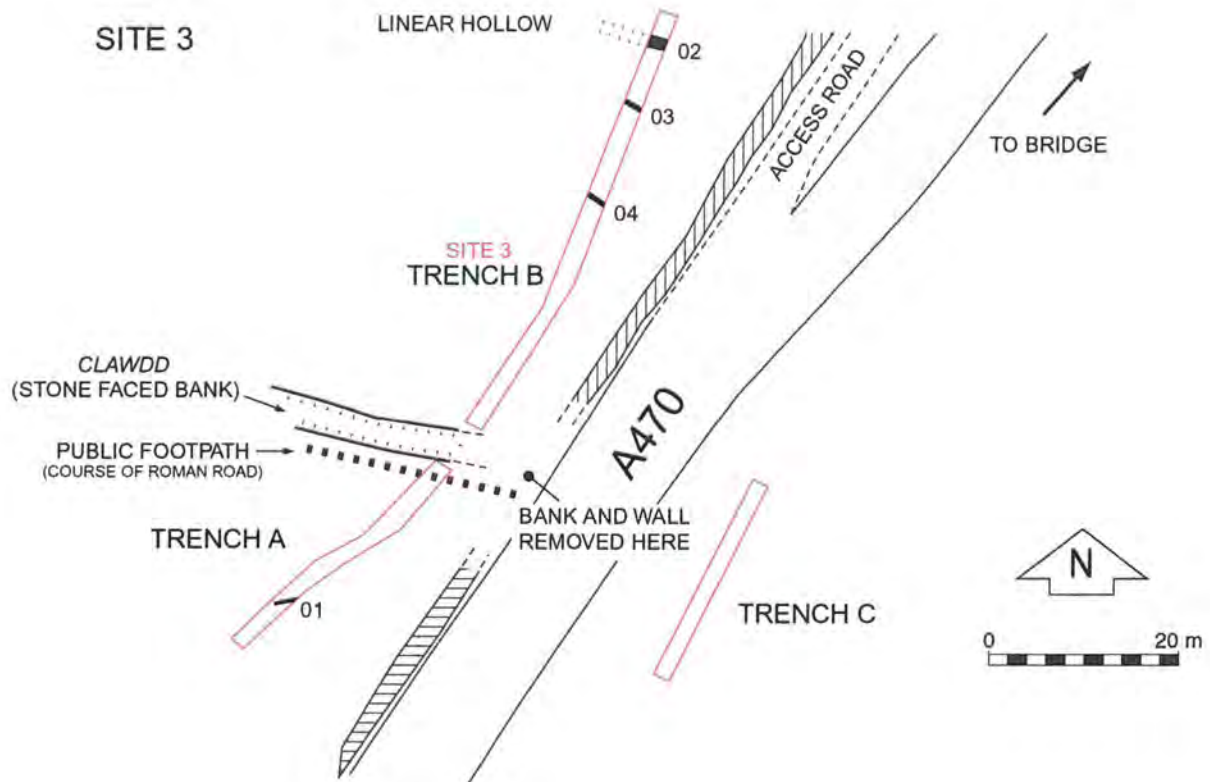 SITE 3
LINEAR HOLLOW
02
03
04
ACCESS ROAD
TO BRIDGE
SITE 3
TRENCH B
CLAWDD
(STONE FACED BANK)
PUBLIC FOOTPATH
(COURSE OF ROMAN ROAD)
A470
BANK AND WALL
REMOVED HERE
TRENCH A
01
TRENCH C
N
0 20 m